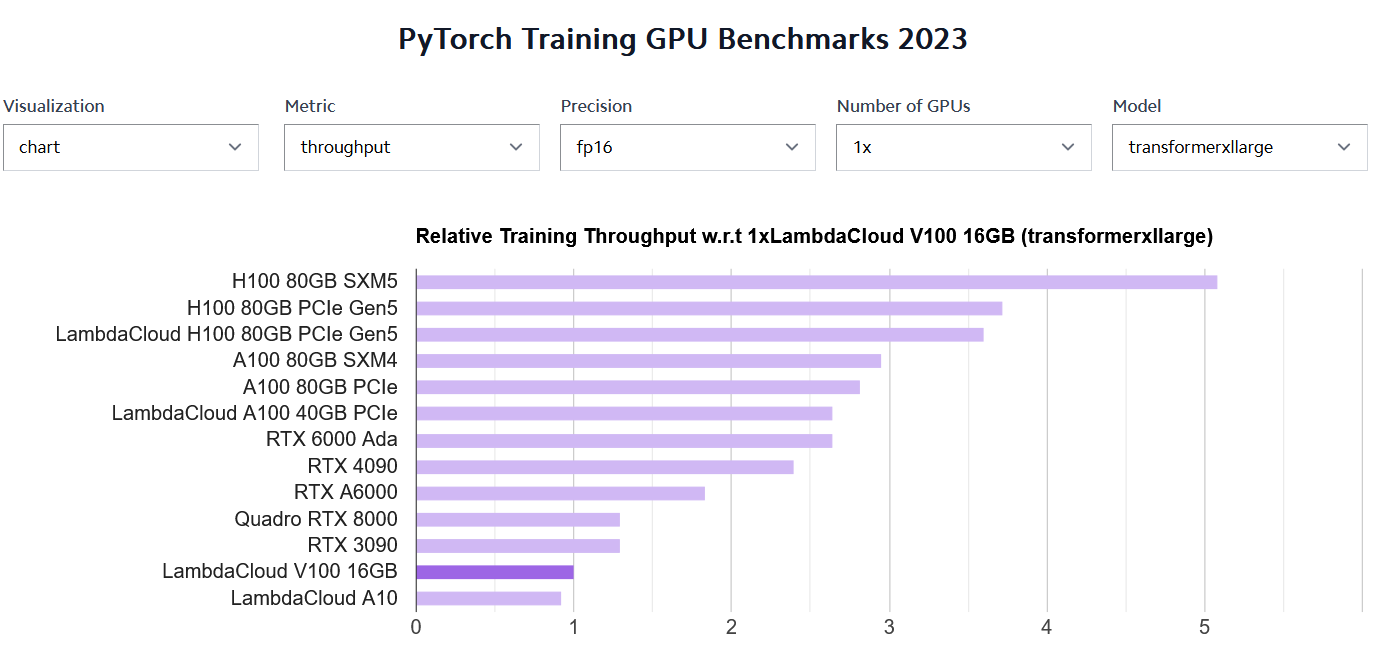 PyTorch Training GPU Benchmarks 2023
Visualization
Metric
Precision
Number of GPUs
Model
chart
throughput
fp16
1x
transformerxllarge
Relative Training Throughput w.r.t 1xLambdaCloud V100 16GB (transformerxllarge)
H100 80GB SXM5
H100 80GB PCIe Gen5
LambdaCloud H100 80GB PCIe Gen5
A100 80GB SXM4
A100 80GB PCIe
LambdaCloud A100 40GB PCIe
RTX 6000 Ada
RTX 4090
RTX A6000
Quadro RTX 8000
RTX 3090
LambdaCloud V100 16GB
LambdaCloud A10
0 1 2 3 4 5